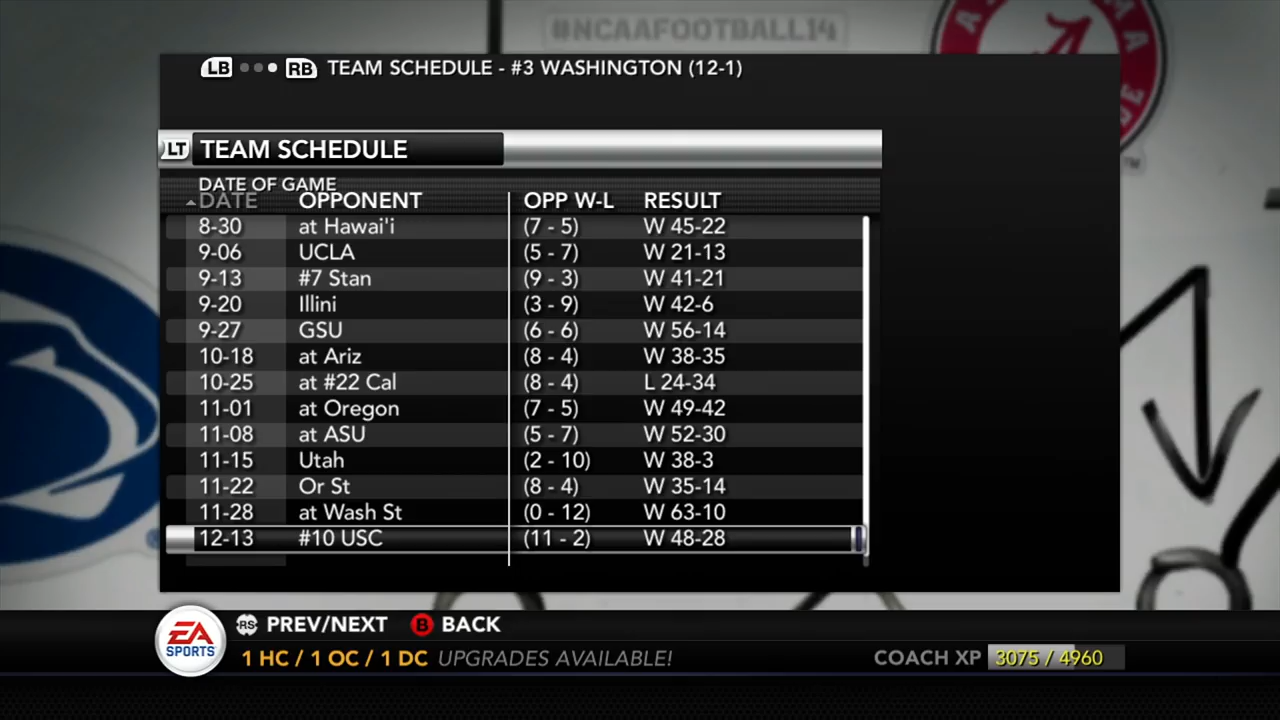 #NCAAFOOTBALL14
LB RB TEAM SCHEDULE - #3 WASHINGTON (12-1)
LT TEAM SCHEDULE
DATE OF GAME
DATE OPPONENT OPP W-L RESULT
8-30 at Hawai'i (7 - 5) W 45-22
9-06 UCLA (5 - 7) W 21-13
9-13 #7 Stan (9 - 3) W 41-21
9-20 Illini (3 - 9) W 42-6
9-27 GSU (6 - 6) W 56-14
10-18 at Ariz (8 - 4) W 38-35
10-25 at #22 Cal (8 - 4) L 24-34
11-01 at Oregon (7 - 5) W 49-42
11-08 at ASU (5 - 7) W 52-30
11-15 Utah (2 - 10) W 38-3
11-22 Or St (8 - 4) W 35-14
11-28 at Wash St (0 - 12) W 63-10
12-13 #10 USC (11 - 2) W 48-28
EA SPORTS
RS PREV/NEXT B BACK
1 HC / 1 OC / 1 DC UPGRADES AVAILABLE!
COACH XP 3075 / 4960